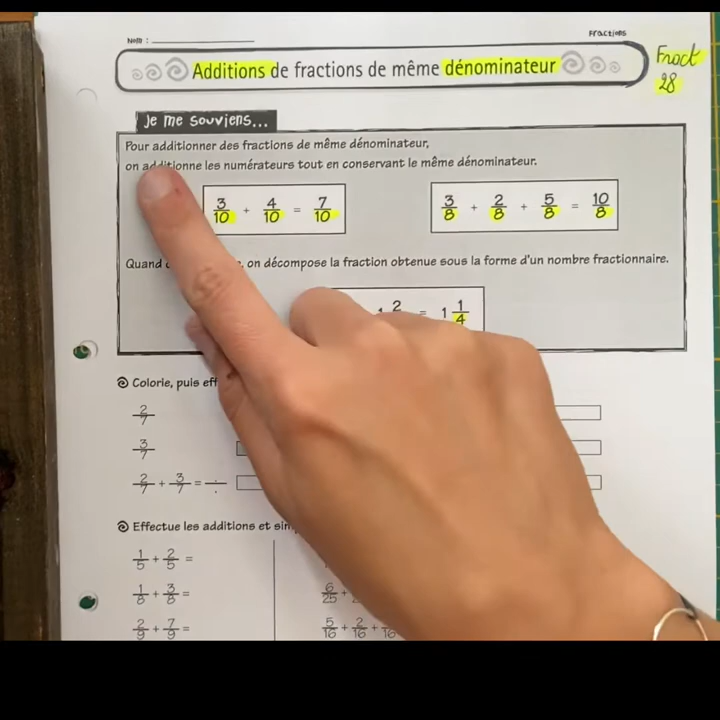 Nom :
Fractions
Additions de fractions de même dénominateur
Fract
28
Je me souviens...
Pour additionner des fractions de même dénominateur,
on additionne les numérateurs tout en conservant le même dénominateur.
3/10 + 4/10 = 7/10
3/8 + 2/8 + 5/8 = 10/8
Quand , on décompose la fraction obtenue sous la forme d'un nombre fractionnaire.
2 = 1 1/4
Colorie, puis
2/7
3/7
2/7 + 3/7 =
Effectue les additions et
1/5 + 2/5 =
1/8 + 3/8 =
6/25 +
2/9 + 7/9 =
5/16 + 2/16 + /16